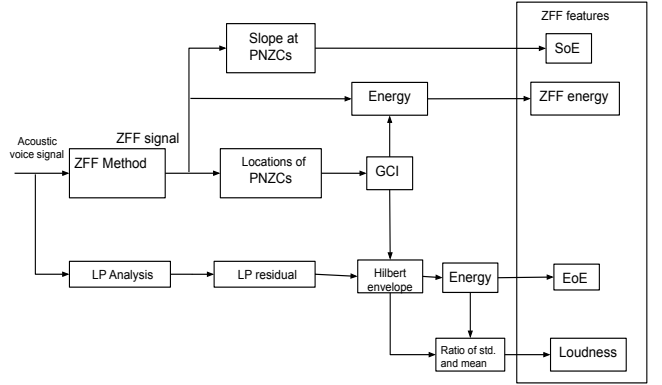 ZFF features
Slope at
PNZCs
SoE
Energy
ZFF energy
ZFF signal
Acoustic
voice signal
ZFF Method
Locations of
PNZCs
GCI
LP Analysis
LP residual
Hilbert
envelope
Energy
EoE
Ratio of std.
and mean
Loudness